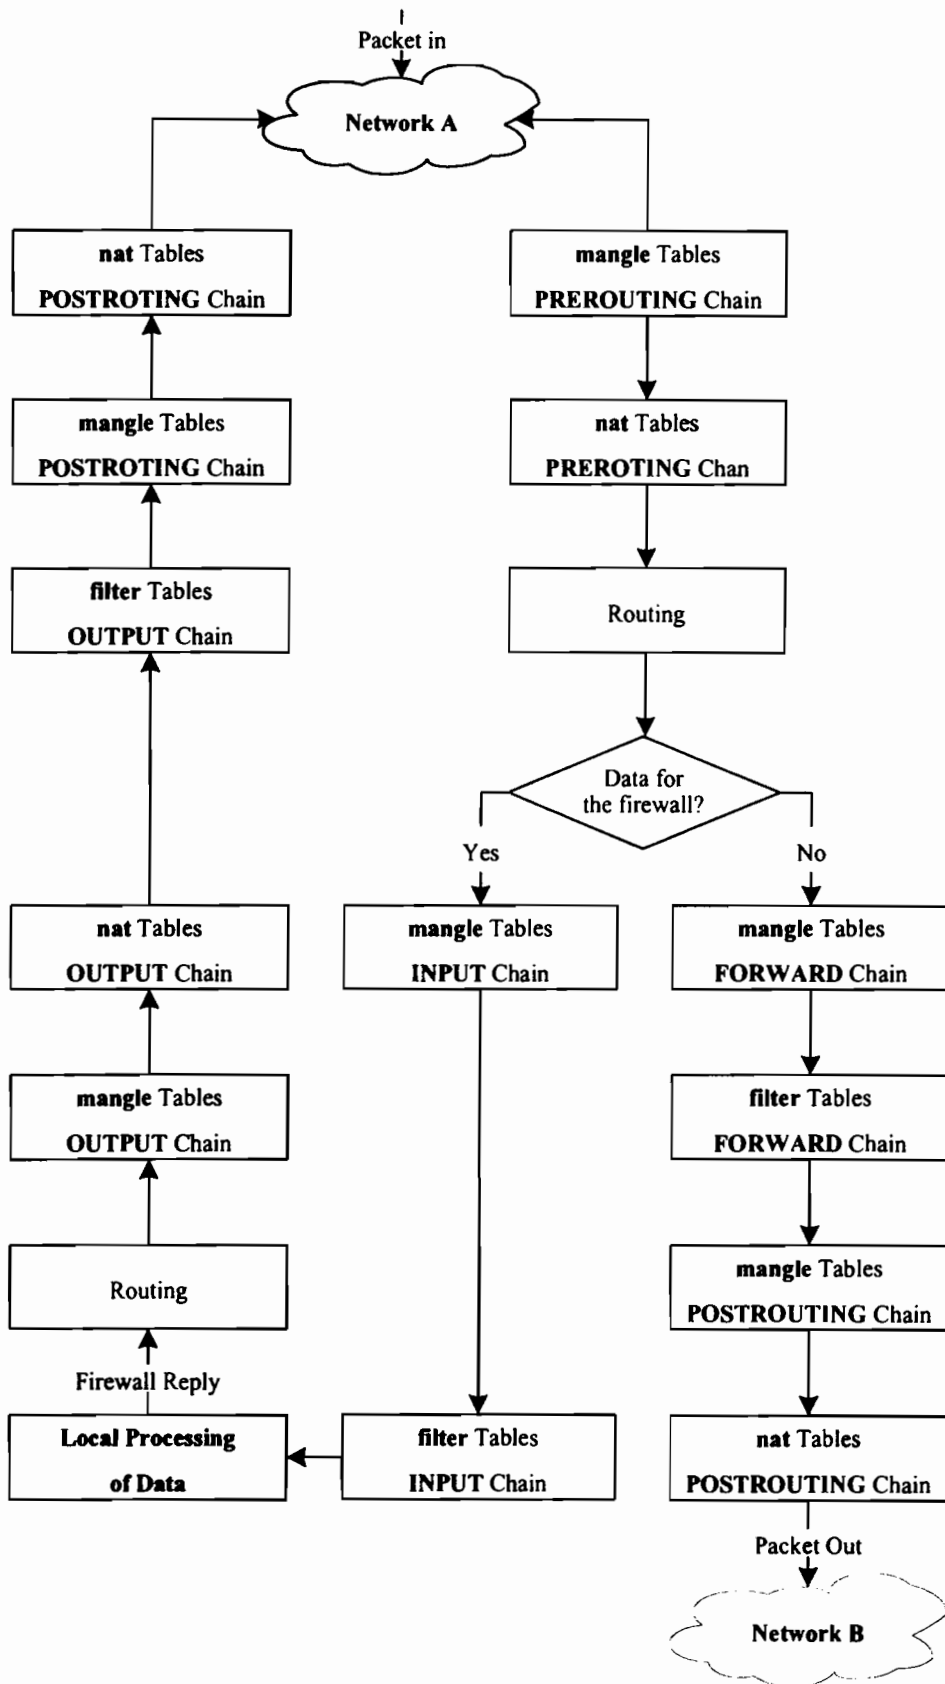 Packet in
Network A
nat Tables
POSTROTING Chain
mangle Tables
PREROUTING Chain
mangle Tables
POSTROTING Chain
nat Tables
PREROTING Chan
filter Tables
OUTPUT Chain
Routing
Data for
the firewall?
Yes
No
nat Tables
OUTPUT Chain
mangle Tables
INPUT Chain
mangle Tables
FORWARD Chain
mangle Tables
OUTPUT Chain
filter Tables
FORWARD Chain
Routing
mangle Tables
POSTROUTING Chain
Firewall Reply
Local Processing
of Data
filter Tables
INPUT Chain
nat Tables
POSTROUTING Chain
Packet Out
Network B